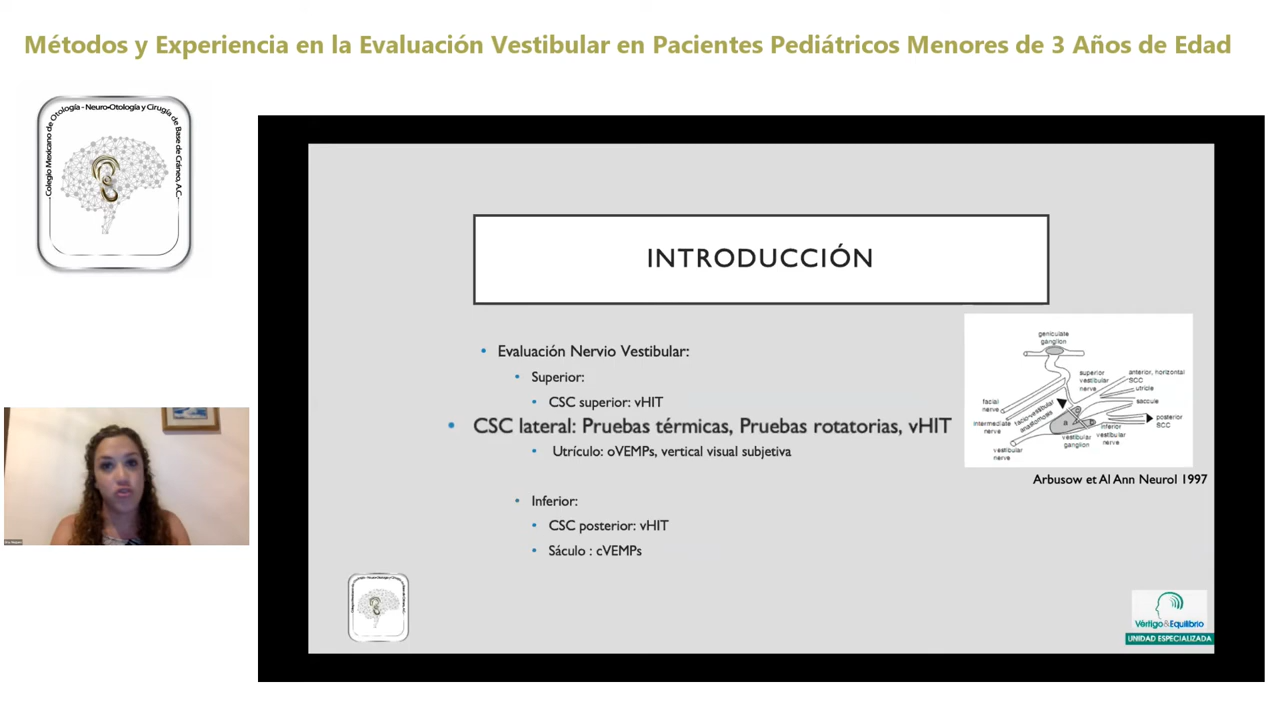 Métodos y Experiencia en la Evaluación Vestibular en Pacientes Pediátricos Menores de 3 Años de Edad
Colegio Mexicano de Otología - Neuro-Otología y Cirugía de Base de Cráneo, A.C.
INTRODUCCIÓN
• Evaluación Nervio Vestibular:
• Superior:
• CSC superior: vHIT
• CSC lateral: Pruebas térmicas, Pruebas rotatorias, vHIT
• Utrículo: oVEMPs, vertical visual subjetiva
• Inferior:
• CSC posterior: vHIT
• Sáculo : cVEMPs
geniculate
ganglion
superior
vestibular
nerve
anterior, horizontal
SCC
utricle
saccule
posterior
SCC
facial
nerve
intermediate
nerve
facio-vestibular
anastomosis
a
inferior
vestibular
nerve
vestibular
ganglion
vestibular
nerve
Arbusow et Al Ann Neurol 1997
Vértigo&Equilibrio
UNIDAD ESPECIALIZADA